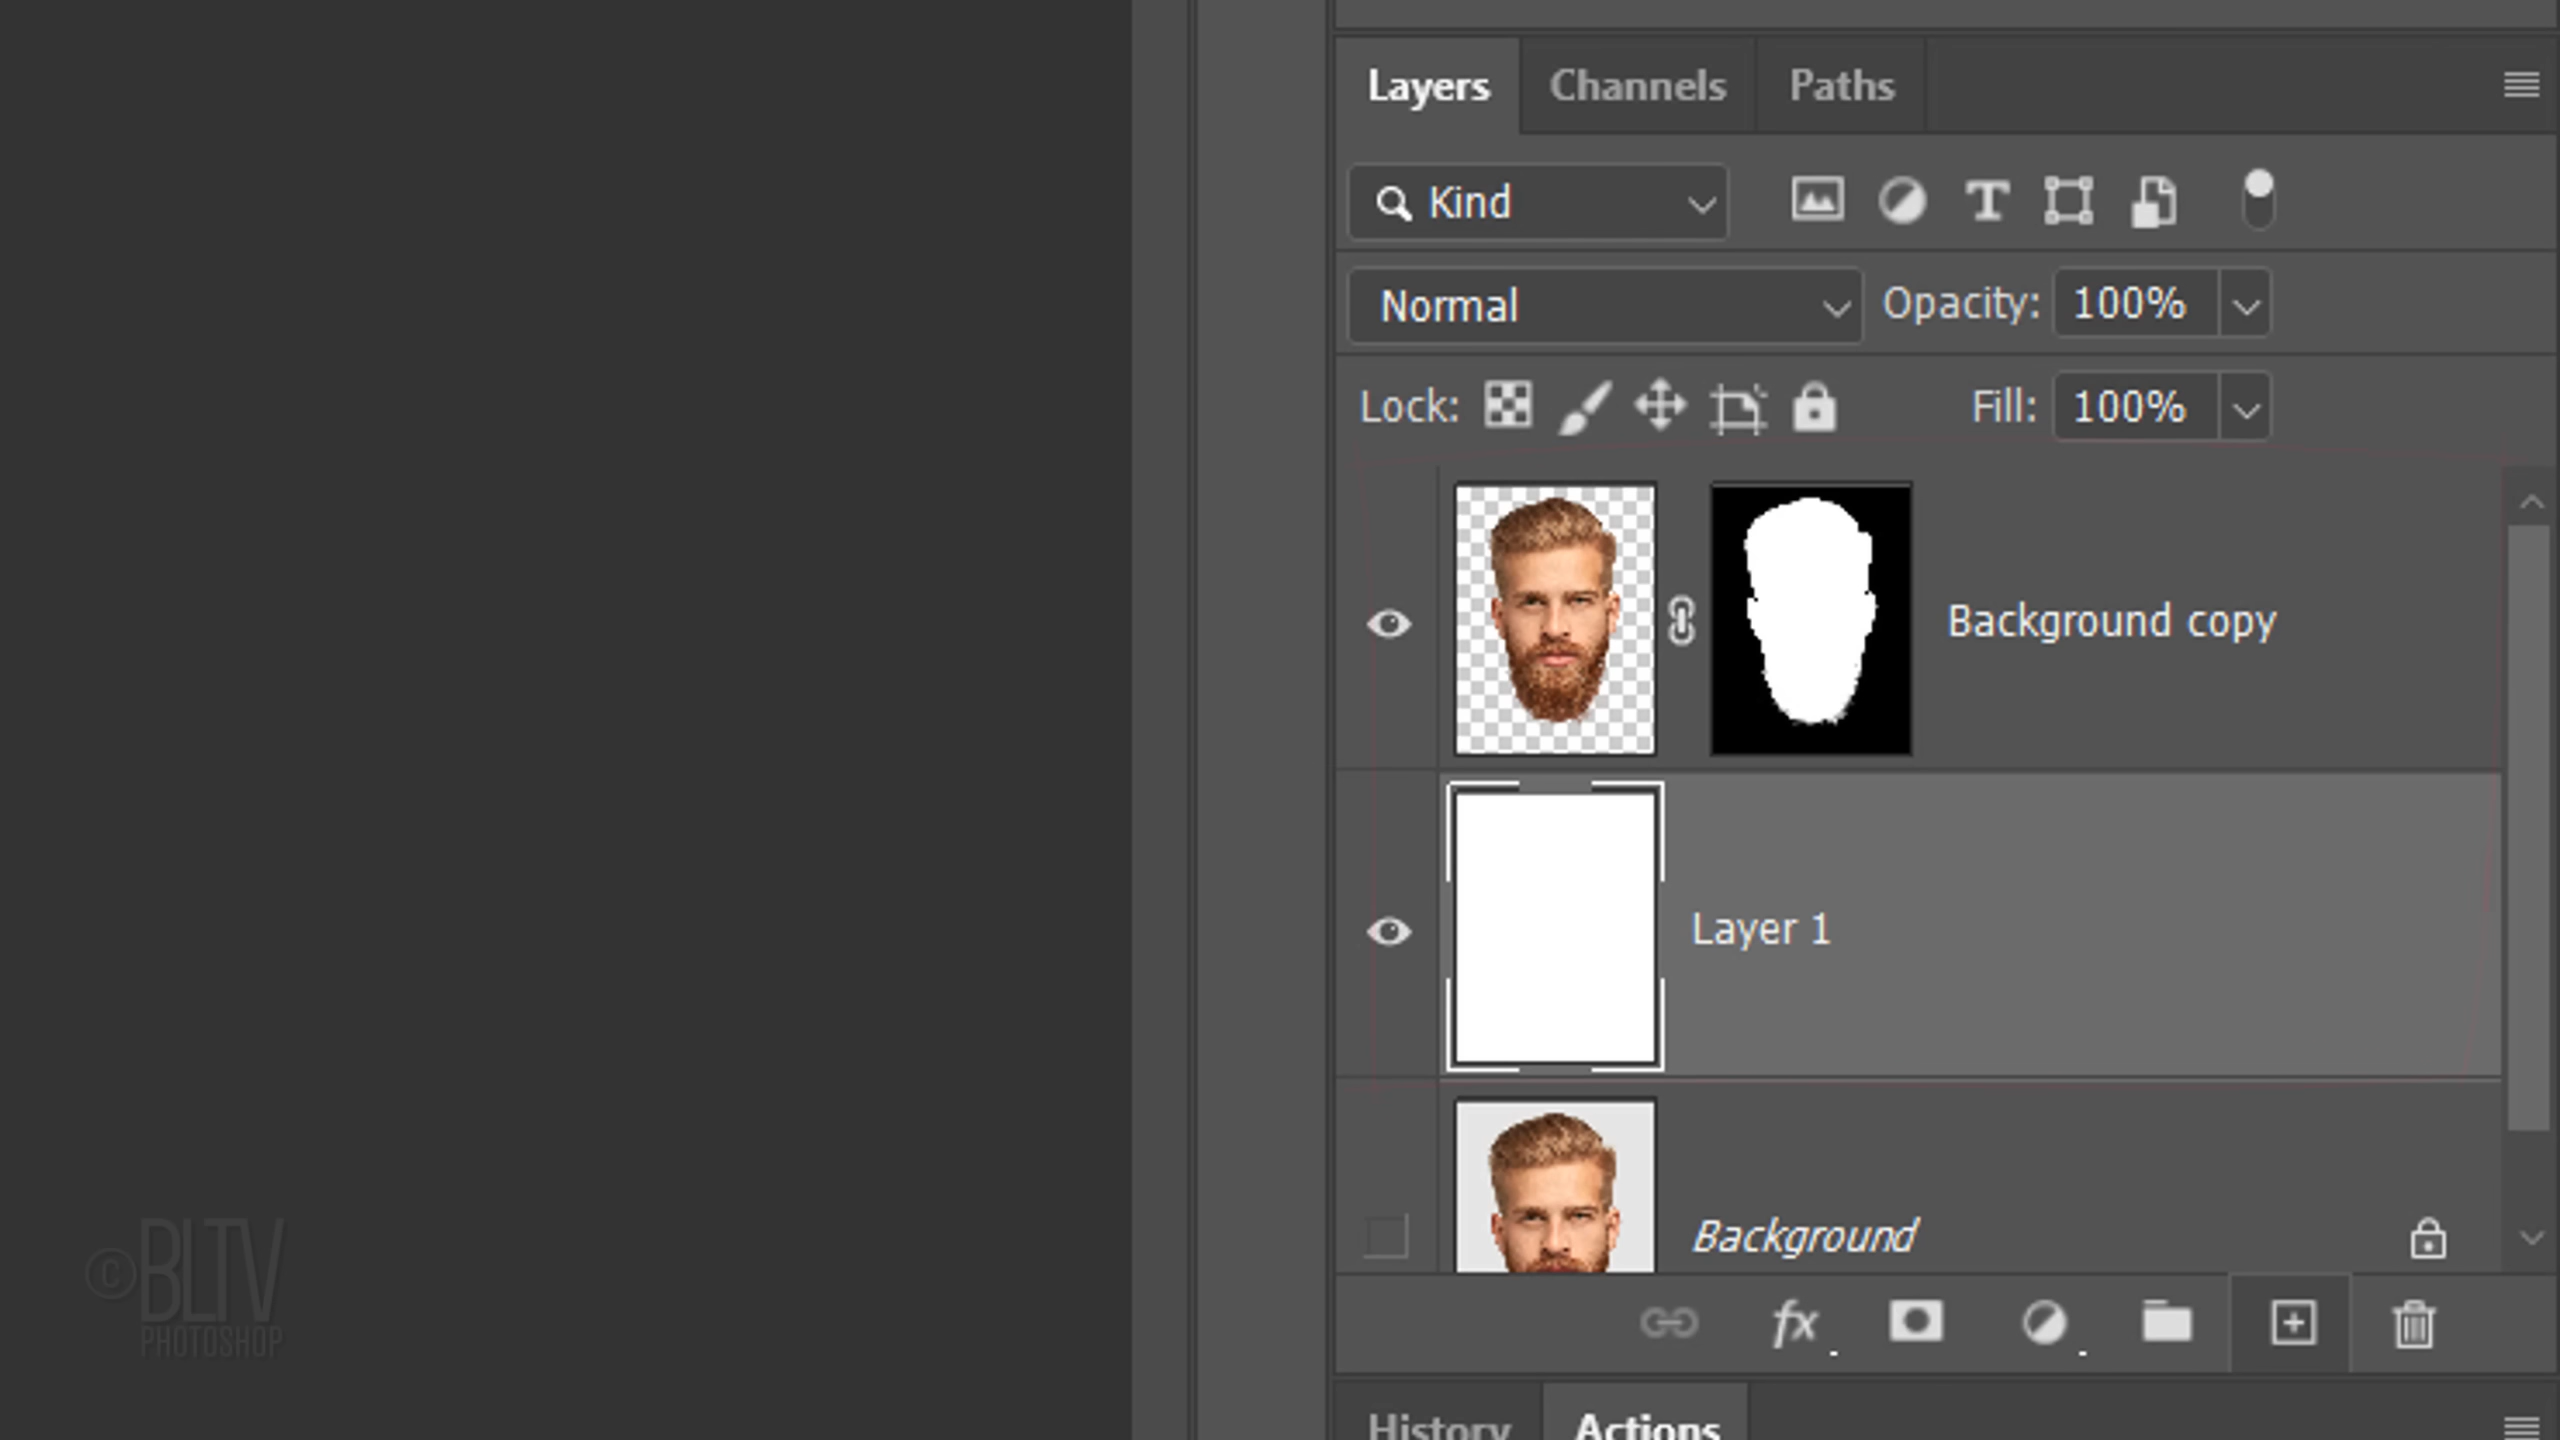 Layers Channels Paths
Kind
Normal Opacity: 100%
Lock: Fill: 100%
Background copy
Layer 1
Background
fx
History Actions
©BLTV
PHOTOSHOP